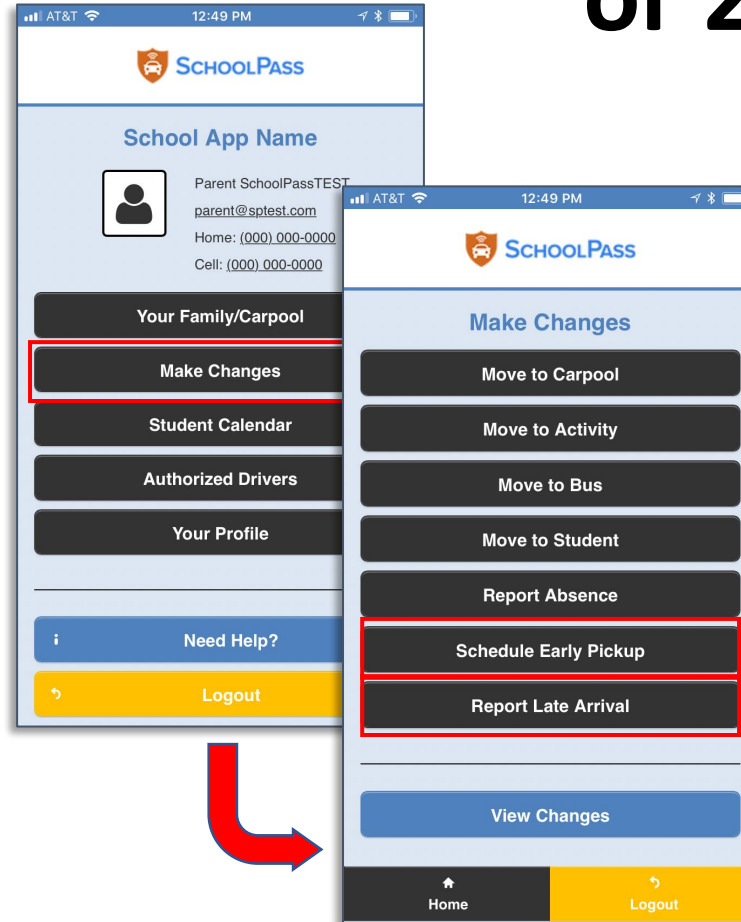 of 2
AT&T 12:49 PM
SCHOOLPASS
School App Name
Parent SchoolPassTEST
parent@sptest.com
Home: (000) 000-0000
Cell: (000) 000-0000
Your Family/Carpool
Make Changes
Student Calendar
Authorized Drivers
Your Profile
Need Help?
Logout
AT&T 12:49 PM
SCHOOLPASS
Make Changes
Move to Carpool
Move to Activity
Move to Bus
Move to Student
Report Absence
Schedule Early Pickup
Report Late Arrival
View Changes
Home Logout